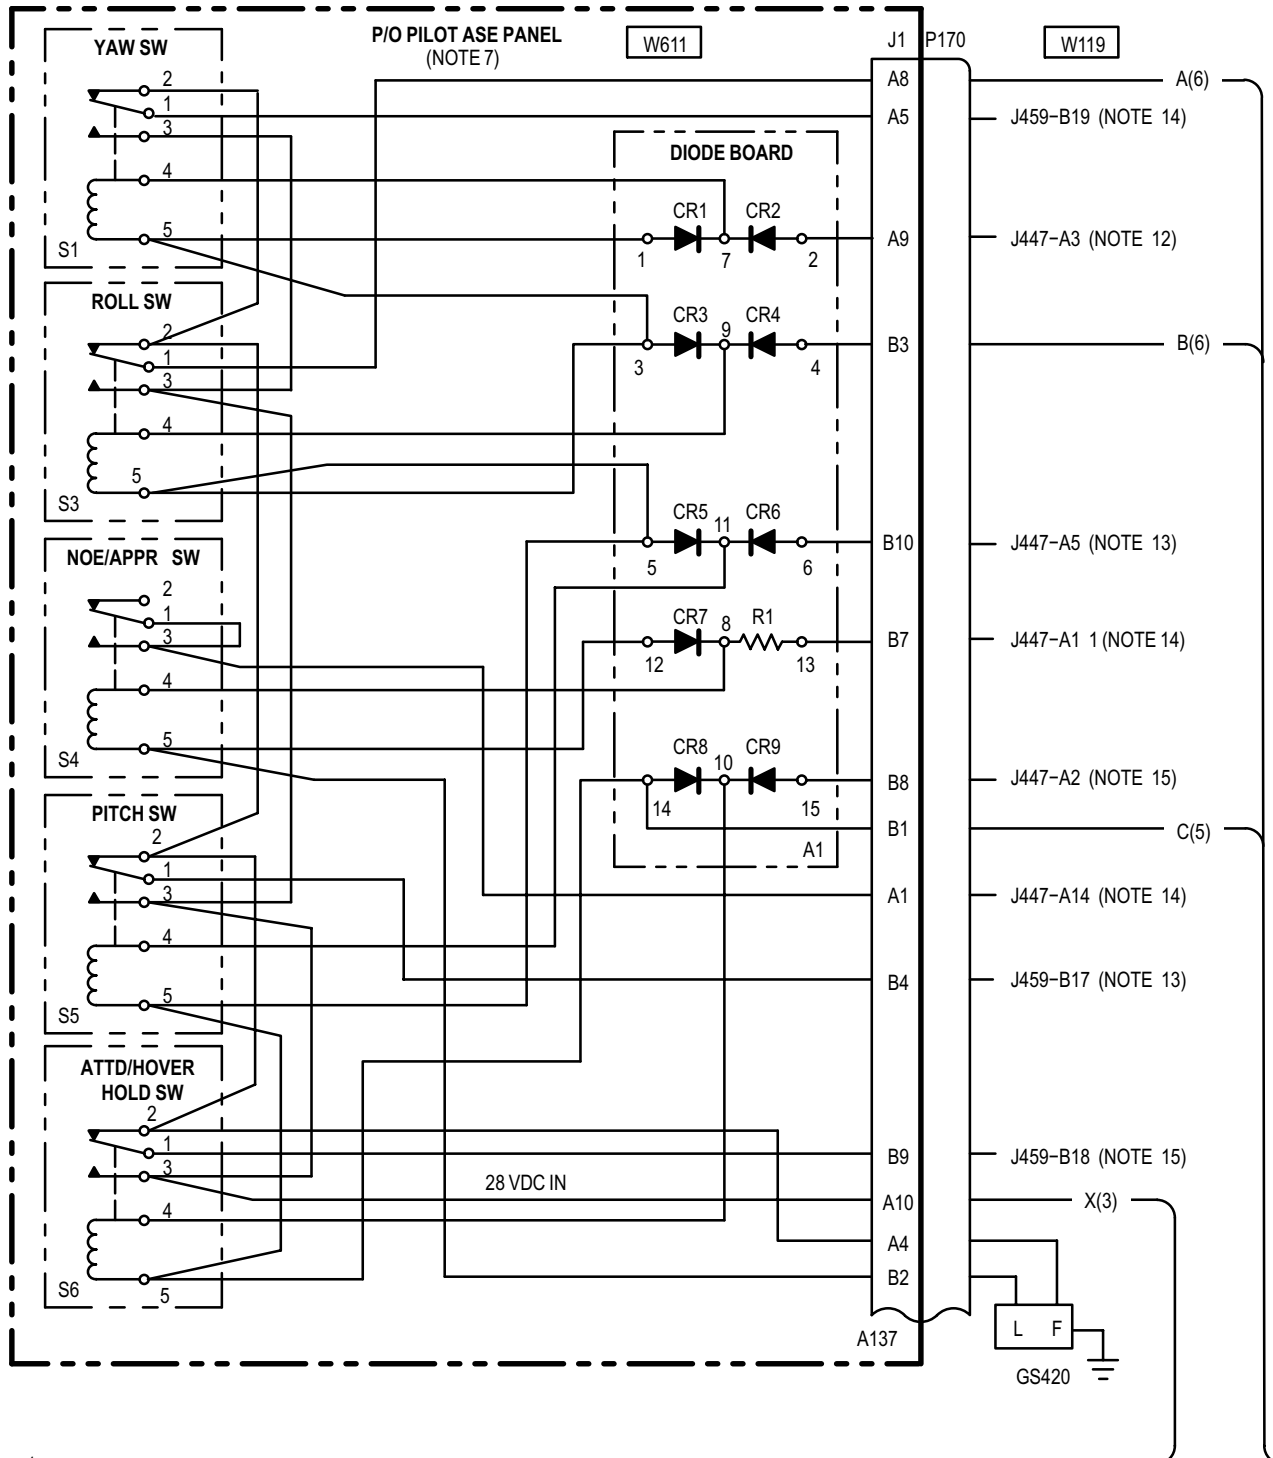 P/O PILOT ASE PANEL
(NOTE 7)
W611
J1
P170
W119
YAW SW
2
1
3
4
5
S1
ROLL SW
2
1
3
4
5
S3
NOE/APPR SW
2
1
3
4
5
S4
PITCH SW
2
1
3
4
5
S5
ATTD/HOVER
HOLD SW
2
1
3
4
5
S6
28 VDC IN
DIODE BOARD
CR1 CR2
1 7 2
CR3 9 CR4
3 4
CR5 11 CR6
5 6
CR7 8 R1
12 13
CR8 10 CR9
14 15
A1
A8
A5
A9
B3
B10
B7
B8
B1
A1
B4
B9
A10
A4
B2
A137
A(6)
J459−B19 (NOTE 14)
J447−A3 (NOTE 12)
B(6)
J447−A5 (NOTE 13)
J447−A1 1 (NOTE 14)
J447−A2 (NOTE 15)
C(5)
J447−A14 (NOTE 14)
J459−B17 (NOTE 13)
J459−B18 (NOTE 15)
X(3)
L F
GS420